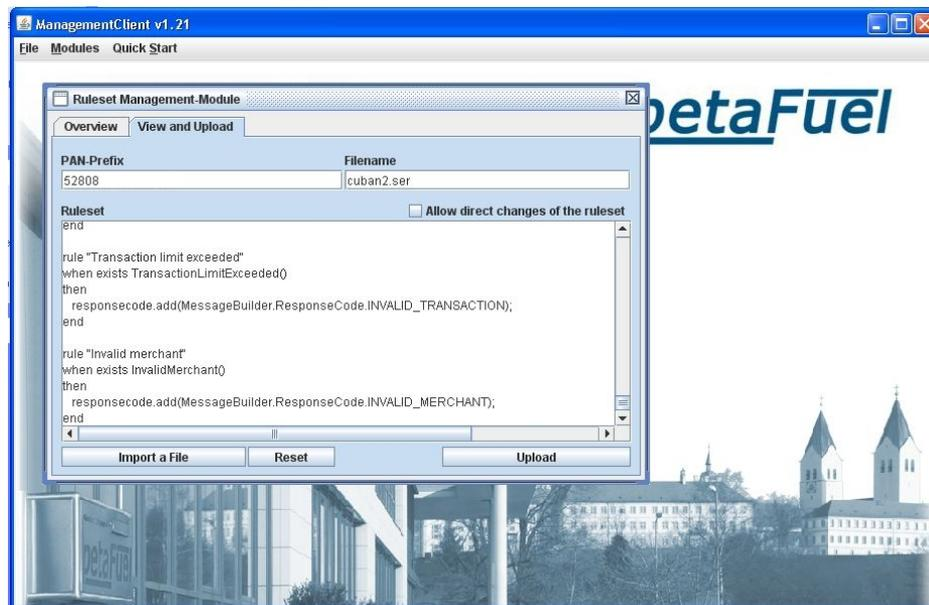 ManagementClient v1.21
File Modules Quick Start
petaFuel
Ruleset Management-Module
Overview View and Upload
PAN-Prefix Filename
52808 cuban2.ser
Ruleset Allow direct changes of the ruleset
end
rule "Transaction limit exceeded"
when exists TransactionLimitExceeded()
then
responsecode.add(MessageBuilder.ResponseCode.INVALID_TRANSACTION);
end
rule "Invalid merchant"
when exists InvalidMerchant()
then
responsecode.add(MessageBuilder.ResponseCode.INVALID_MERCHANT);
end
Import a File Reset Upload
petaFuel